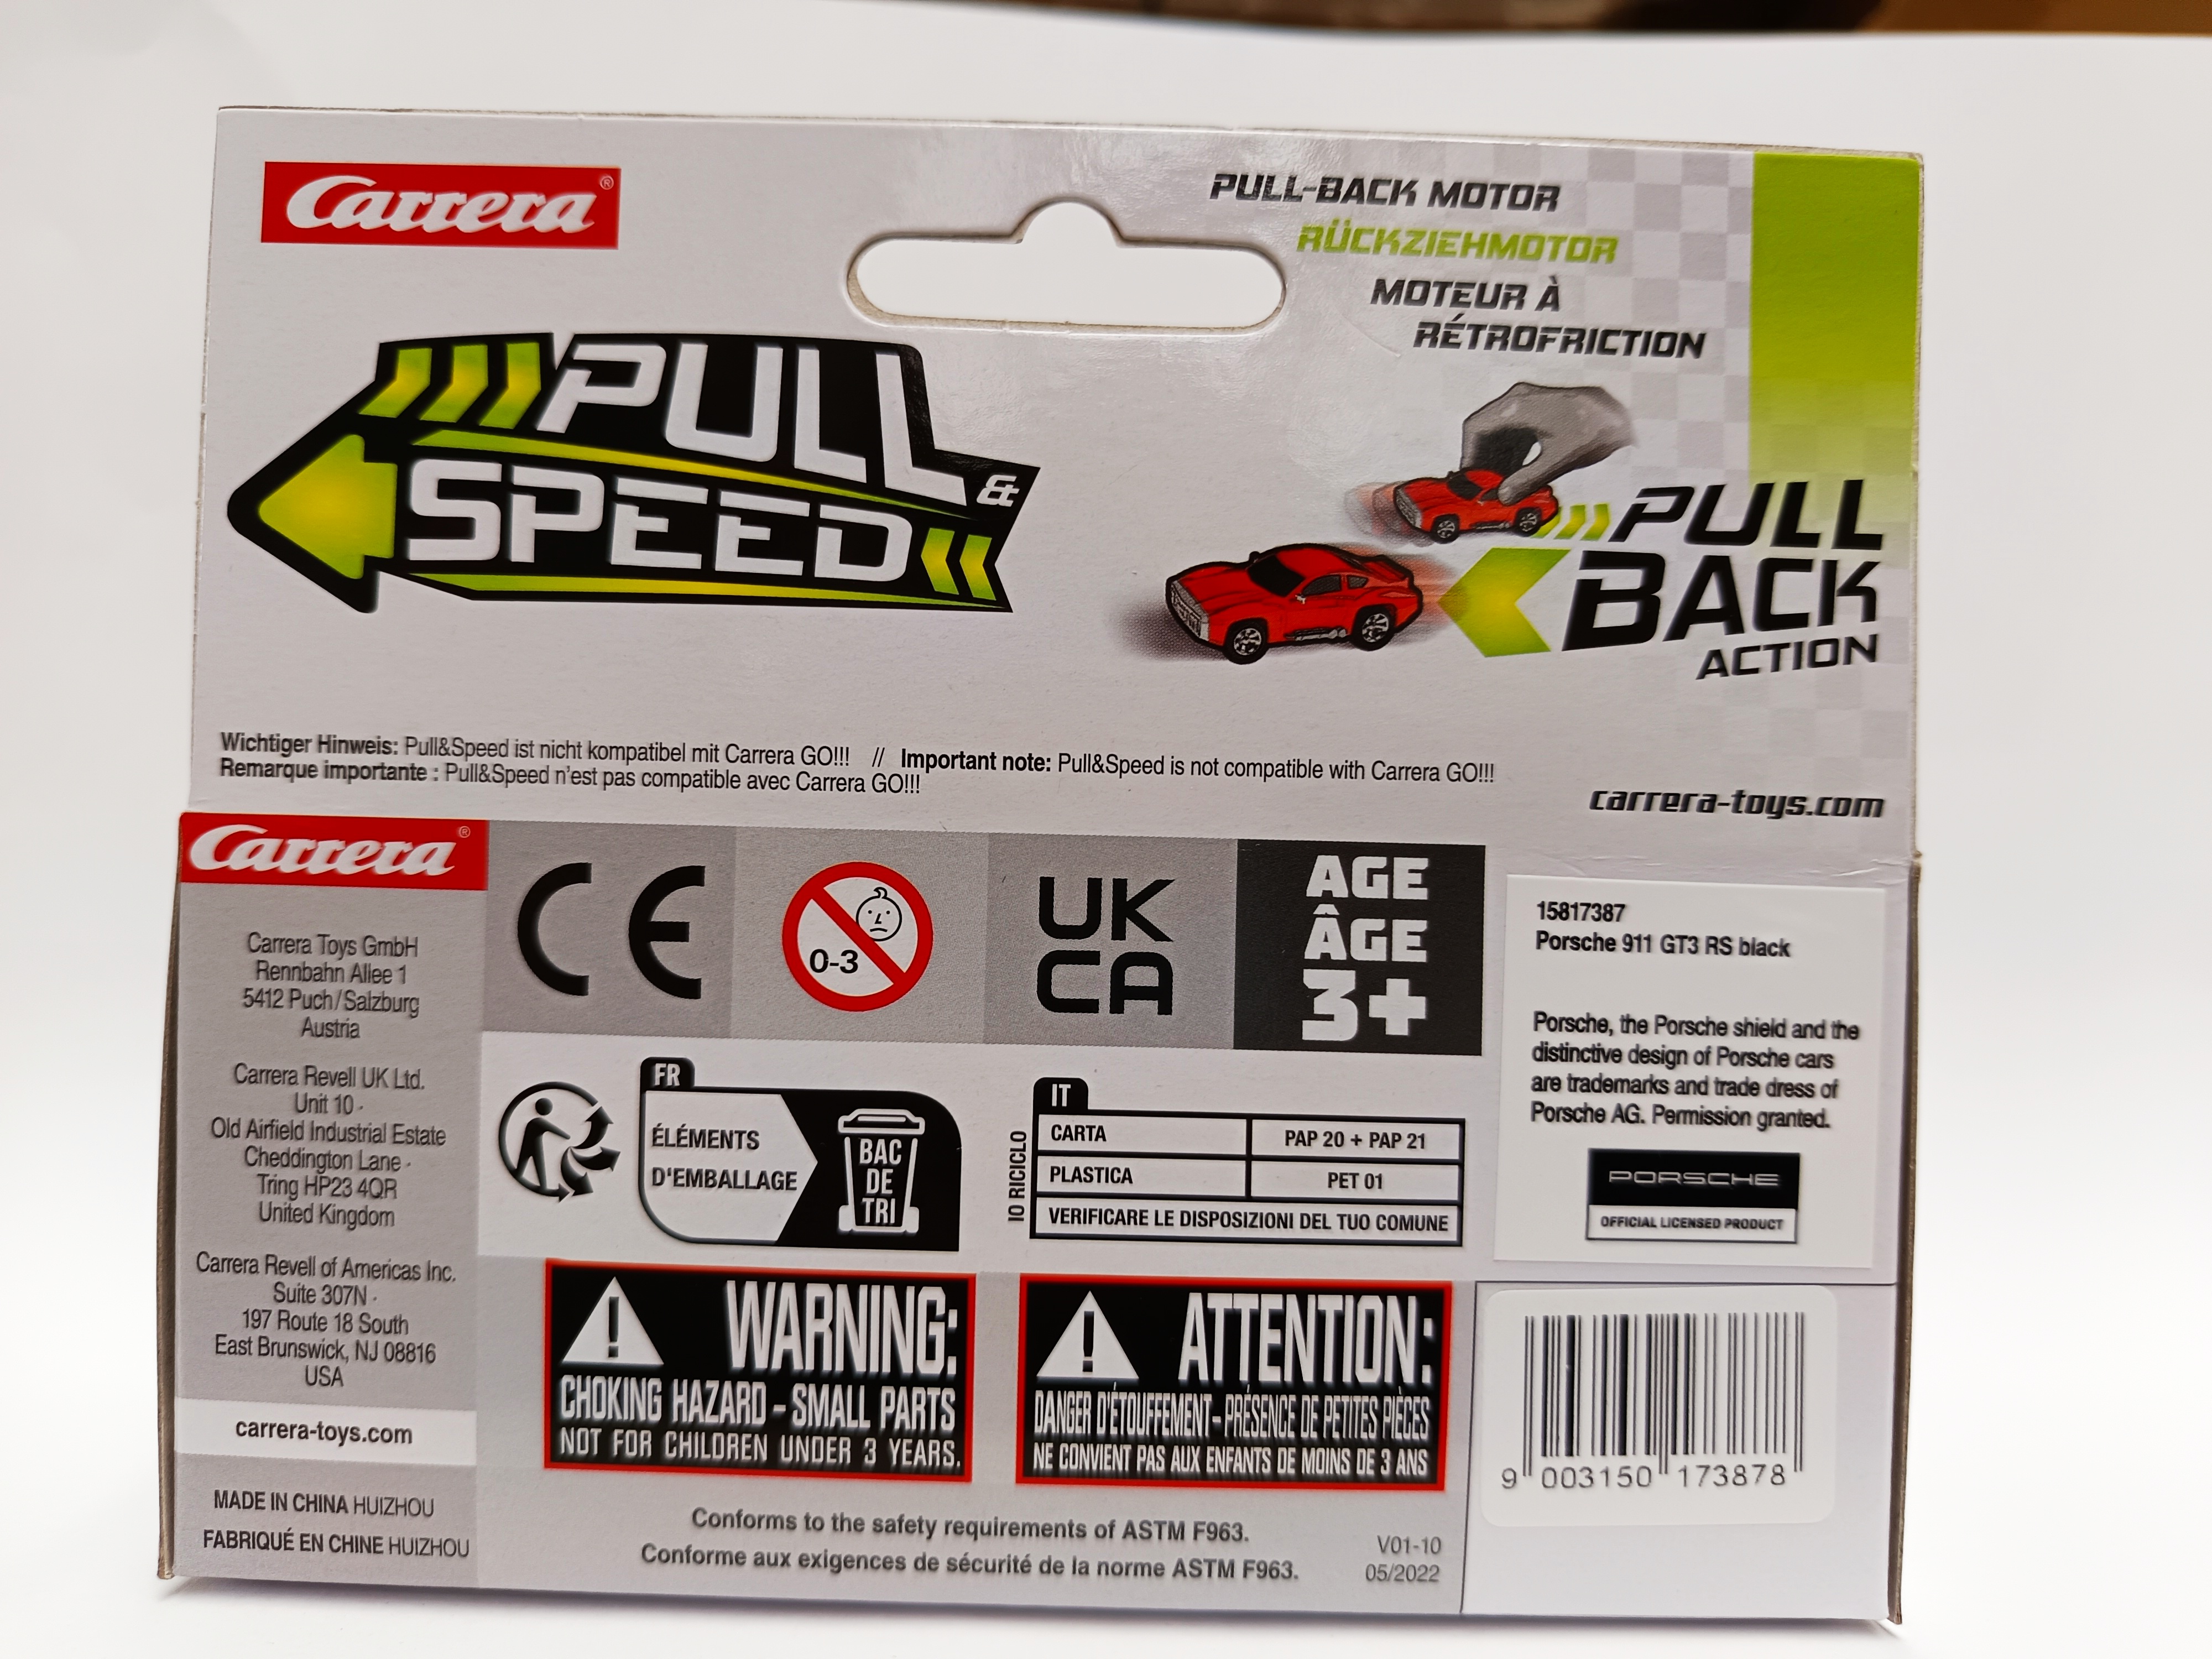 Carrera®
PULL-BACK MOTOR
RÜCKZIEHMOTOR
MOTEUR À
RÉTROFRICTION
PULL
&
SPEED
PULL
BACK
ACTION
Wichtiger Hinweis: Pull&Speed ist nicht kompatibel mit Carrera GO!!! // Important note: Pull&Speed is not compatible with Carrera GO!!!
Remarque importante : Pull&Speed n'est pas compatible avec Carrera GO!!!
carrera-toys.com
Carrera®
Carrera Toys GmbH
Rennbahn Allee 1
5412 Puch/Salzburg
Austria
Carrera Revell UK Ltd.
Unit 10 ·
Old Airfield Industrial Estate
Cheddington Lane ·
Tring HP23 4QR
United Kingdom
Carrera Revell of Americas Inc.
Suite 307N ·
197 Route 18 South
East Brunswick, NJ 08816
USA
carrera-toys.com
MADE IN CHINA HUIZHOU
FABRIQUÉ EN CHINE HUIZHOU
CE
0-3
UK
CA
AGE
ÂGE
3+
FR
ÉLÉMENTS
D'EMBALLAGE
BAC
DE
TRI
IO RICICLO
IT
CARTA PAP 20 + PAP 21
PLASTICA PET 01
VERIFICARE LE DISPOSIZIONI DEL TUO COMUNE
! WARNING:
CHOKING HAZARD - SMALL PARTS
NOT FOR CHILDREN UNDER 3 YEARS.
! ATTENTION:
DANGER D'ÉTOUFFEMENT - PRÉSENCE DE PETITES PIÈCES
NE CONVIENT PAS AUX ENFANTS DE MOINS DE 3 ANS
Conforms to the safety requirements of ASTM F963.
Conforme aux exigences de sécurité de la norme ASTM F963.
V01-10
05/2022
15817387
Porsche 911 GT3 RS black
Porsche, the Porsche shield and the
distinctive design of Porsche cars
are trademarks and trade dress of
Porsche AG. Permission granted.
PORSCHE
OFFICIAL LICENSED PRODUCT
9 003150 173878